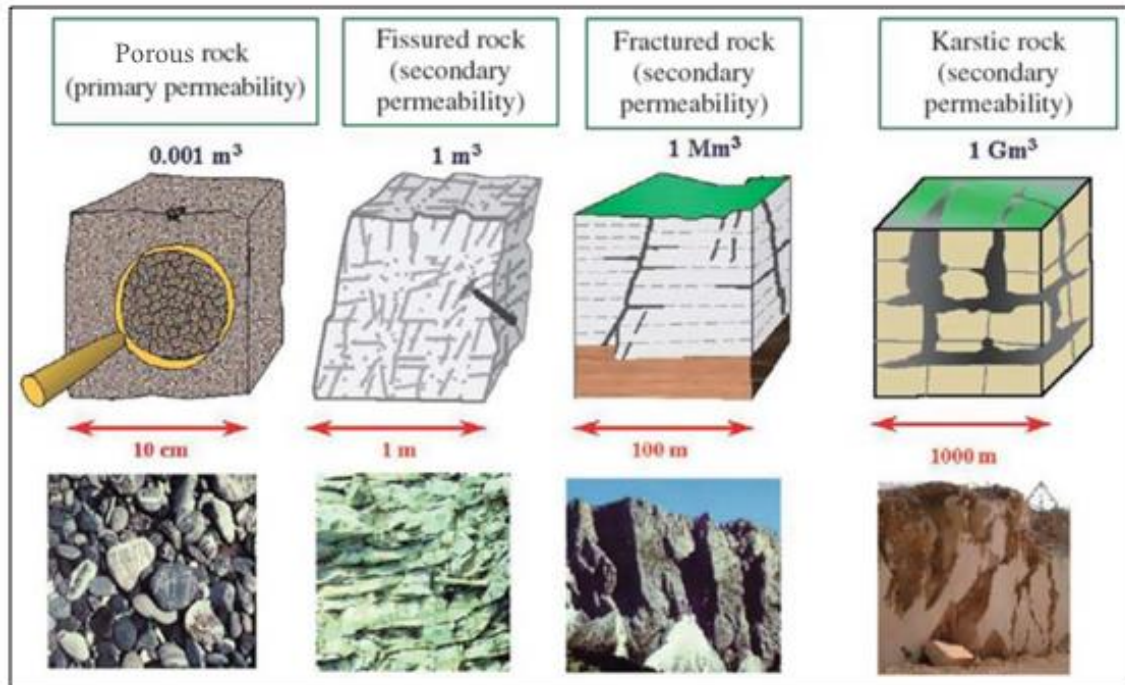 Porous rock
(primary permeability)
Fissured rock
(secondary
permeability)
Fractured rock
(secondary
permeability)
Karstic rock
(secondary
permeability)
0.001 m³
1 m³
1 Mm³
1 Gm³
10 cm
1 m
100 m
1000 m